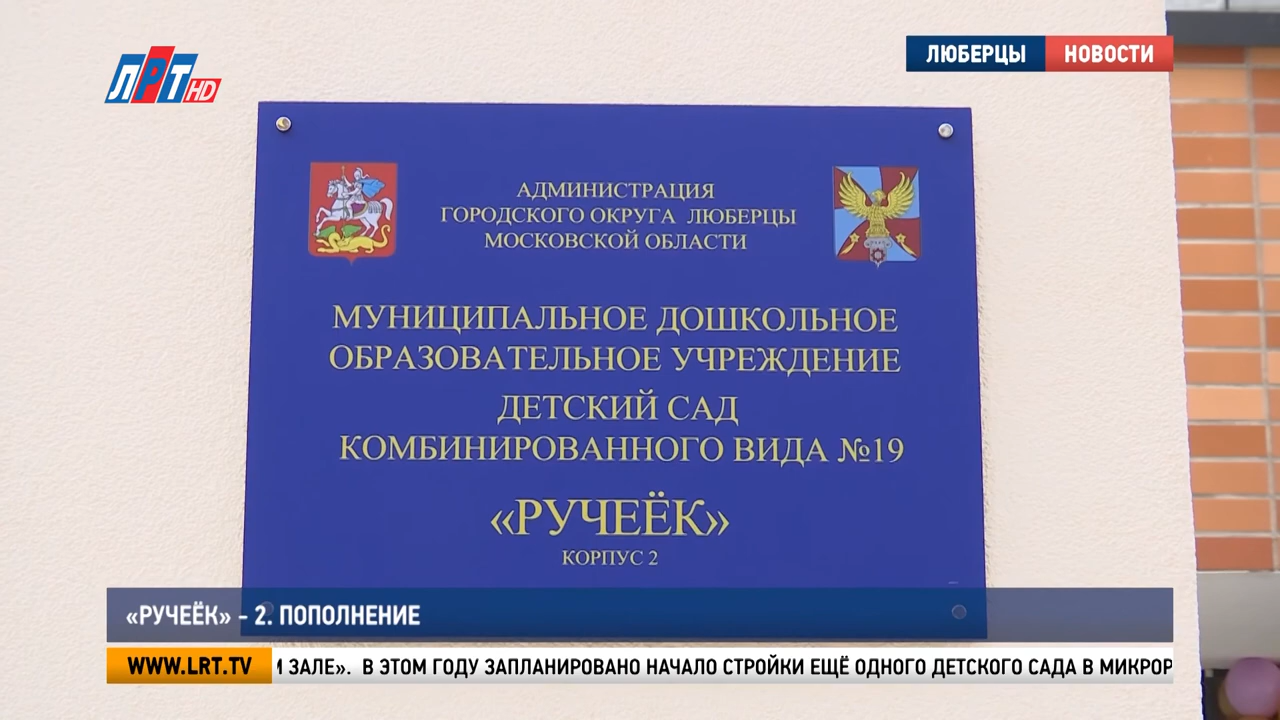 ЛРТ HD
ЛЮБЕРЦЫ НОВОСТИ
АДМИНИСТРАЦИЯ
ГОРОДСКОГО ОКРУГА ЛЮБЕРЦЫ
МОСКОВСКОЙ ОБЛАСТИ
МУНИЦИПАЛЬНОЕ ДОШКОЛЬНОЕ
ОБРАЗОВАТЕЛЬНОЕ УЧРЕЖДЕНИЕ
ДЕТСКИЙ САД
КОМБИНИРОВАННОГО ВИДА №19
«РУЧЕЁК»
КОРПУС 2
«РУЧЕЁК» - 2. ПОПОЛНЕНИЕ
WWW.LRT.TV
ЗАЛЕ». В ЭТОМ ГОДУ ЗАПЛАНИРОВАНО НАЧАЛО СТРОЙКИ ЕЩЁ ОДНОГО ДЕТСКОГО САДА В МИКРОР